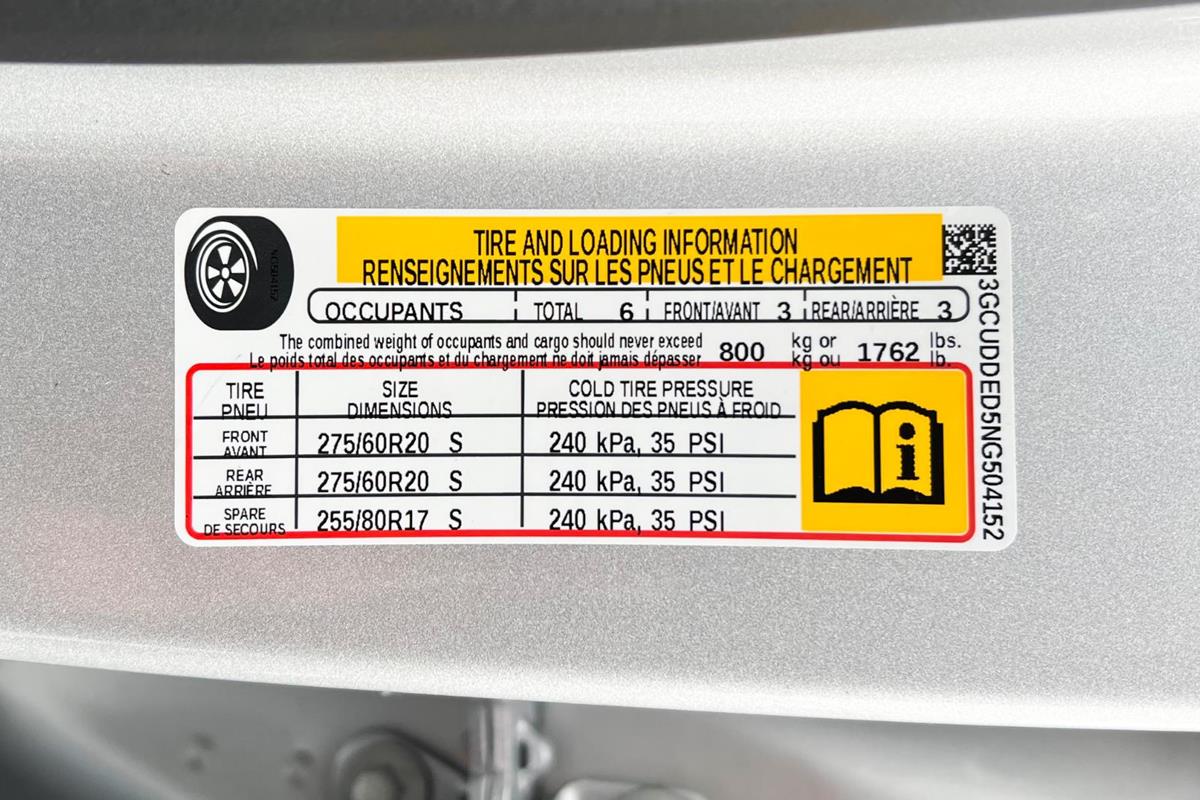 TIRE AND LOADING INFORMATION
RENSEIGNEMENTS SUR LES PNEUS ET LE CHARGEMENT
OCCUPANTS TOTAL 6 FRONT/AVANT 3 REAR/ARRIÈRE 3
The combined weight of occupants and cargo should never exceed
Le poids total des occupants et du chargement ne doit jamais dépasser
800 kg or 1762 lbs.
kg ou lb.
TIRE SIZE COLD TIRE PRESSURE
PNEU DIMENSIONS PRESSION DES PNEUS À FROID
FRONT
AVANT
275/60R20 S 240 kPa, 35 PSI
REAR
ARRIÈRE
275/60R20 S 240 kPa, 35 PSI
SPARE
DE SECOURS
255/80R17 S 240 kPa, 35 PSI
i
3GCUDDED5NG504152
NG504152